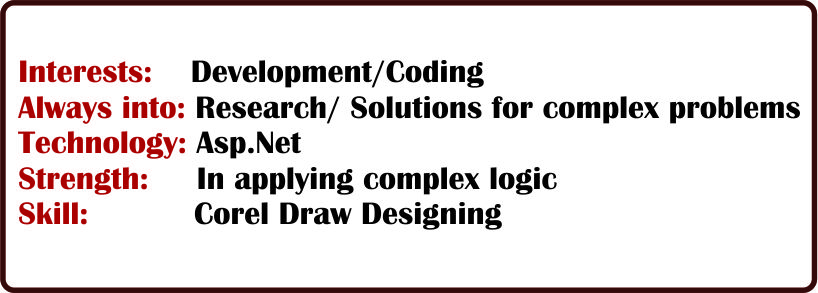 Interests: Development/Coding
Always into: Research/ Solutions for complex problems
Technology: Asp.Net
Strength: In applying complex logic
Skill: Corel Draw Designing